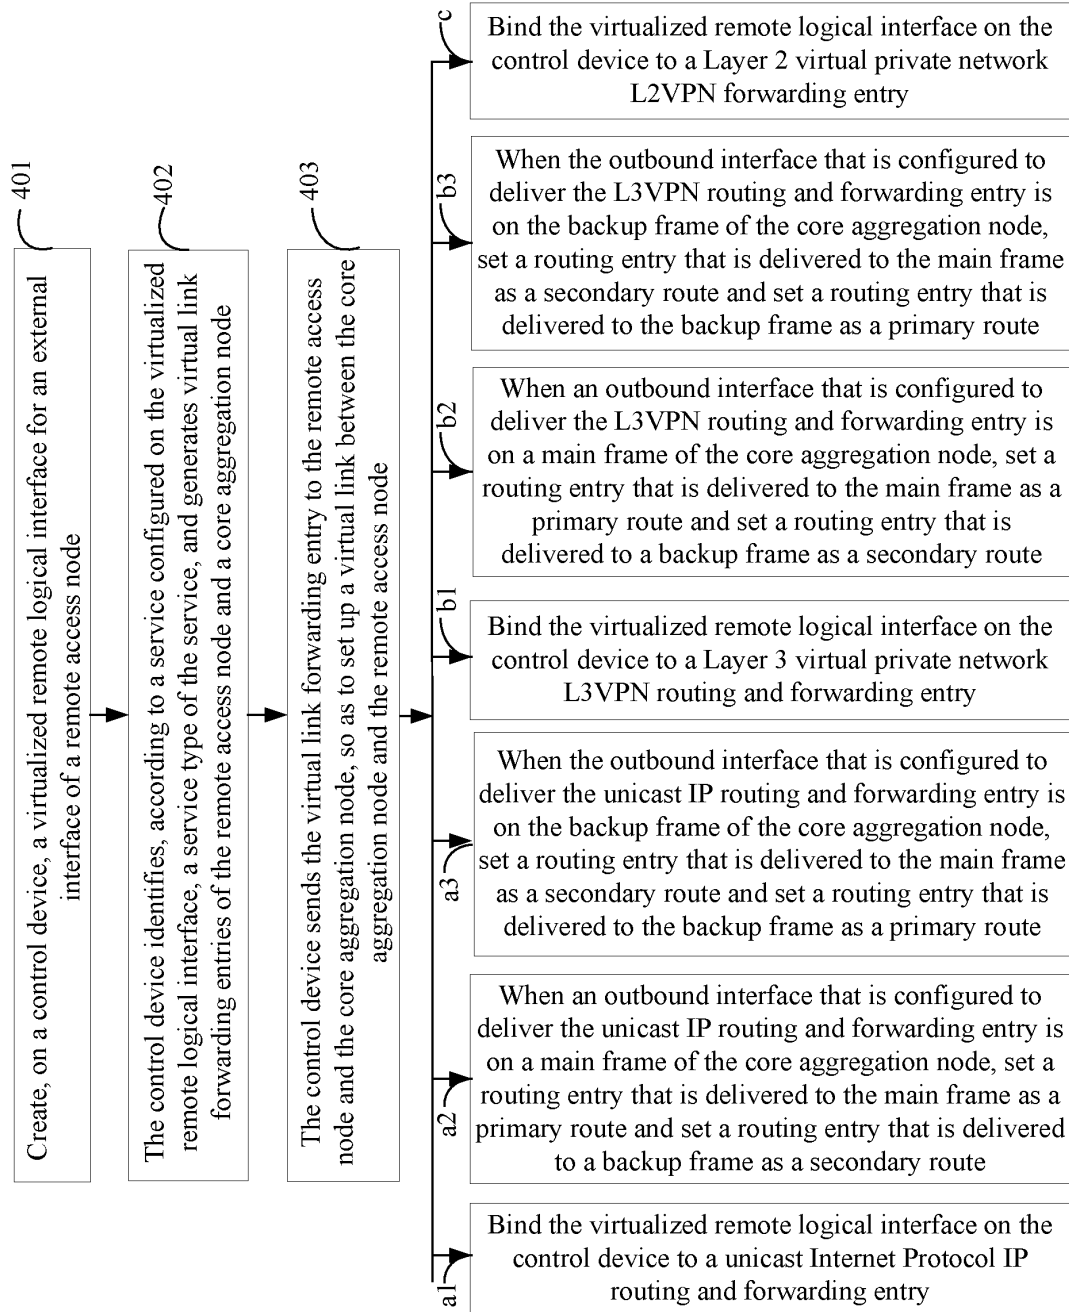 401
Create, on a control device, a virtualized remote logical interface for an external
interface of a remote access node
402
The control device identifies, according to a service configured on the virtualized
remote logical interface, a service type of the service, and generates virtual link
forwarding entries of the remote access node and a core aggregation node
403
The control device sends the virtual link forwarding entry to the remote access
node and the core aggregation node, so as to set up a virtual link between the core
aggregation node and the remote access node
c
Bind the virtualized remote logical interface on the
control device to a Layer 2 virtual private network
L2VPN forwarding entry
b3
When the outbound interface that is configured to
deliver the L3VPN routing and forwarding entry is
on the backup frame of the core aggregation node,
set a routing entry that is delivered to the main frame
as a secondary route and set a routing entry that is
delivered to the backup frame as a primary route
b2
When an outbound interface that is configured to
deliver the L3VPN routing and forwarding entry is
on a main frame of the core aggregation node, set a
routing entry that is delivered to the main frame as a
primary route and set a routing entry that is
delivered to a backup frame as a secondary route
b1
Bind the virtualized remote logical interface on the
control device to a Layer 3 virtual private network
L3VPN routing and forwarding entry
a3
When the outbound interface that is configured to
deliver the unicast IP routing and forwarding entry is
on the backup frame of the core aggregation node,
set a routing entry that is delivered to the main frame
as a secondary route and set a routing entry that is
delivered to the backup frame as a primary route
a2
When an outbound interface that is configured to
deliver the unicast IP routing and forwarding entry is
on a main frame of the core aggregation node, set a
routing entry that is delivered to the main frame as a
primary route and set a routing entry that is delivered
to a backup frame as a secondary route
a1
Bind the virtualized remote logical interface on the
control device to a unicast Internet Protocol IP
routing and forwarding entry